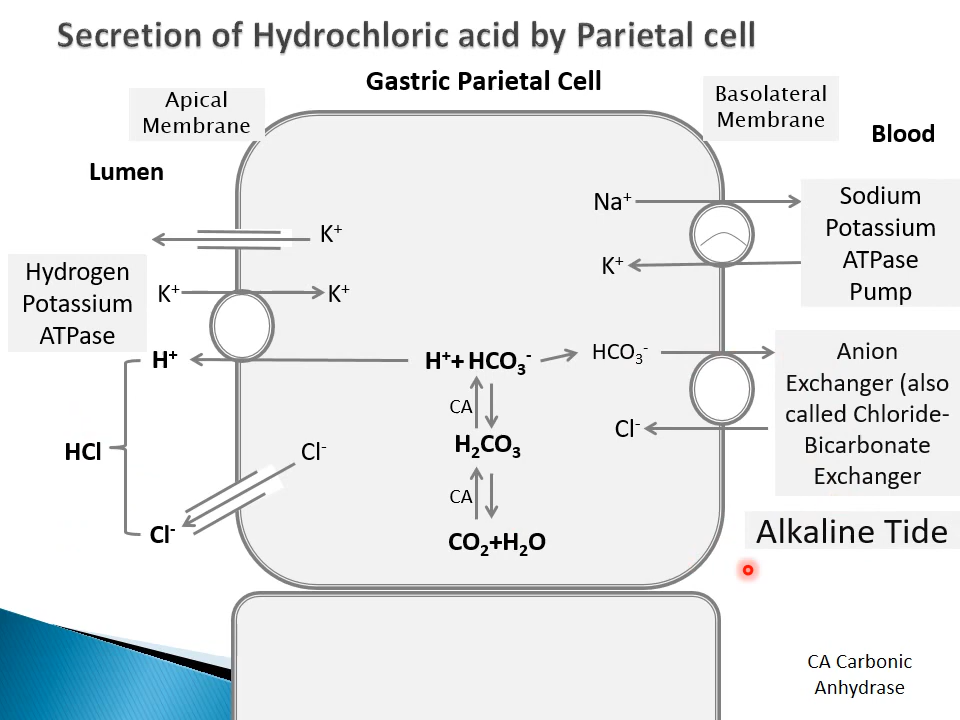 Secretion of Hydrochloric acid by Parietal cell
Gastric Parietal Cell
Apical
Membrane
Basolateral
Membrane
Blood
Lumen
Na⁺
Sodium
Potassium
ATPase
Pump
K⁺
K⁺
Hydrogen
Potassium
ATPase
K⁺
K⁺
H⁺
H⁺+ HCO₃⁻
HCO₃⁻
Anion
Exchanger (also
called Chloride-
Bicarbonate
Exchanger
CA
Cl⁻
HCl
Cl⁻
H₂CO₃
CA
Cl⁻
CO₂+H₂O
Alkaline Tide
CA Carbonic
Anhydrase